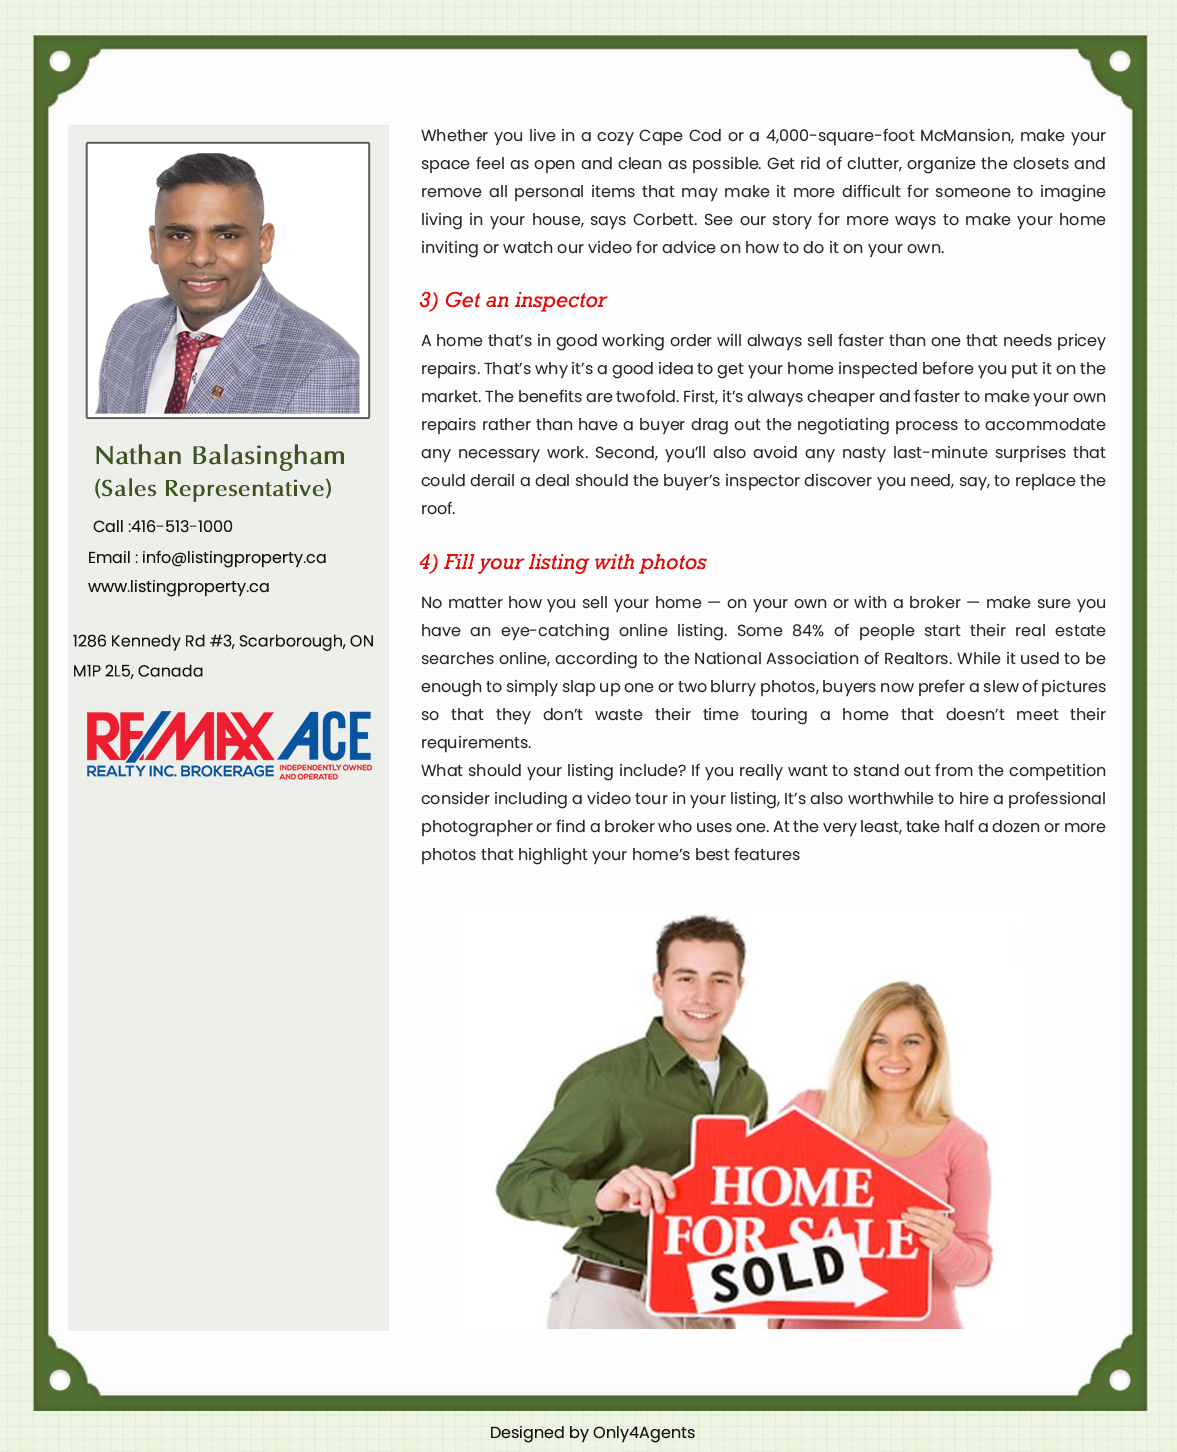 Nathan Balasingham
(Sales Representative)
Call :416-513-1000
Email : info@listingproperty.ca
www.listingproperty.ca
1286 Kennedy Rd #3, Scarborough, ON
M1P 2L5, Canada
RE/MAX ACE
REALTY INC. BROKERAGE INDEPENDENTLY OWNED
AND OPERATED
Whether you live in a cozy Cape Cod or a 4,000-square-foot McMansion, make your
space feel as open and clean as possible. Get rid of clutter, organize the closets and
remove all personal items that may make it more difficult for someone to imagine
living in your house, says Corbett. See our story for more ways to make your home
inviting or watch our video for advice on how to do it on your own.
3) Get an inspector
A home that’s in good working order will always sell faster than one that needs pricey
repairs. That’s why it’s a good idea to get your home inspected before you put it on the
market. The benefits are twofold. First, it’s always cheaper and faster to make your own
repairs rather than have a buyer drag out the negotiating process to accommodate
any necessary work. Second, you’ll also avoid any nasty last-minute surprises that
could derail a deal should the buyer’s inspector discover you need, say, to replace the
roof.
4) Fill your listing with photos
No matter how you sell your home — on your own or with a broker — make sure you
have an eye-catching online listing. Some 84% of people start their real estate
searches online, according to the National Association of Realtors. While it used to be
enough to simply slap up one or two blurry photos, buyers now prefer a slew of pictures
so that they don’t waste their time touring a home that doesn’t meet their
requirements.
What should your listing include? If you really want to stand out from the competition
consider including a video tour in your listing, It’s also worthwhile to hire a professional
photographer or find a broker who uses one. At the very least, take half a dozen or more
photos that highlight your home’s best features
HOME
FOR SALE
SOLD
Designed by Only4Agents